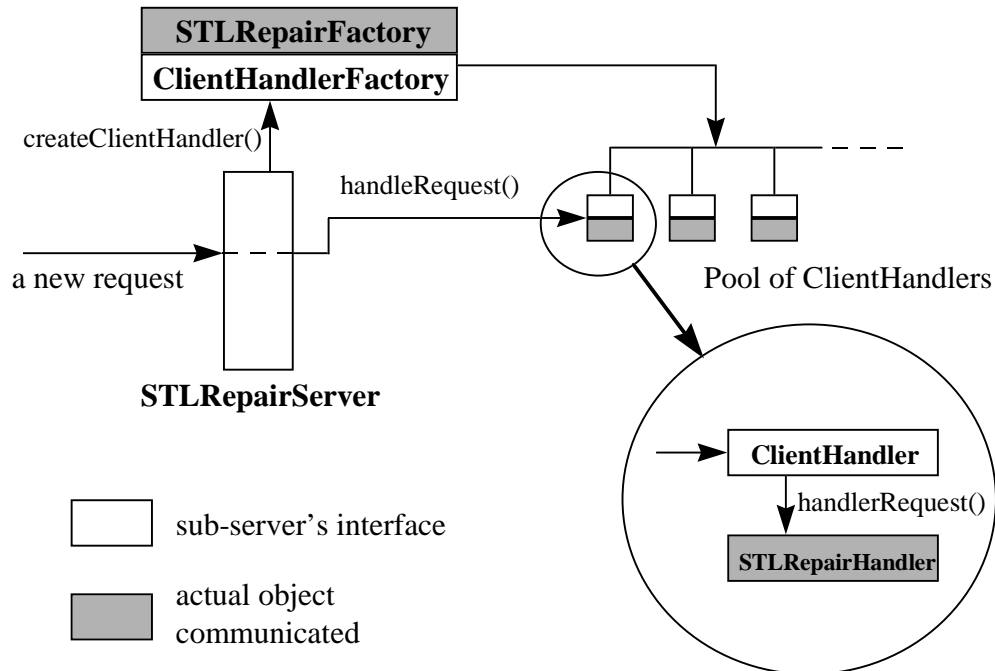 STLRepairFactory
ClientHandlerFactory
createClientHandler()
handleRequest()
a new request
Pool of ClientHandlers
STLRepairServer
ClientHandler
handlerRequest()
STLRepairHandler
sub-server's interface
actual object
communicated